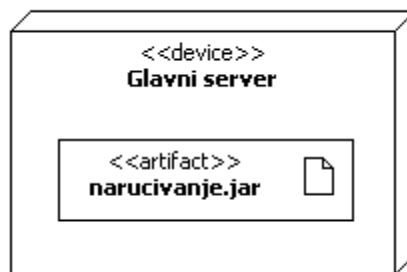 <<device>>
Glavni server
<<artifact>>
narucivanje.jar